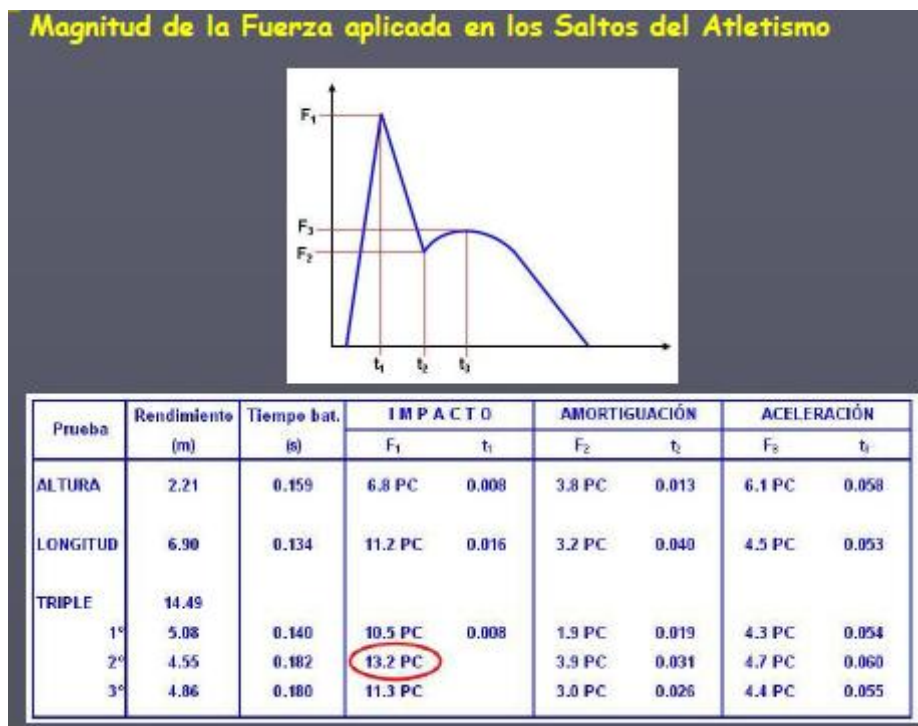 Magnitud de la Fuerza aplicada en los Saltos del Atletismo
F₁
F₃
F₂
t₁ t₂ t₃
Prueba Rendimiento (m) Tiempo bat. (s) IMPACTO AMORTIGUACIÓN ACELERACIÓN
F₁ t₁ F₂ t₂ F₃ t₃
ALTURA 2.21 0.159 6.8 PC 0.008 3.8 PC 0.013 6.1 PC 0.058
LONGITUD 6.90 0.134 11.2 PC 0.016 3.2 PC 0.040 4.5 PC 0.053
TRIPLE 14.49
1º 5.08 0.140 10.5 PC 0.008 1.9 PC 0.019 4.3 PC 0.054
2º 4.55 0.182 13.2 PC 3.9 PC 0.031 4.7 PC 0.060
3º 4.86 0.180 11.3 PC 3.0 PC 0.026 4.4 PC 0.055